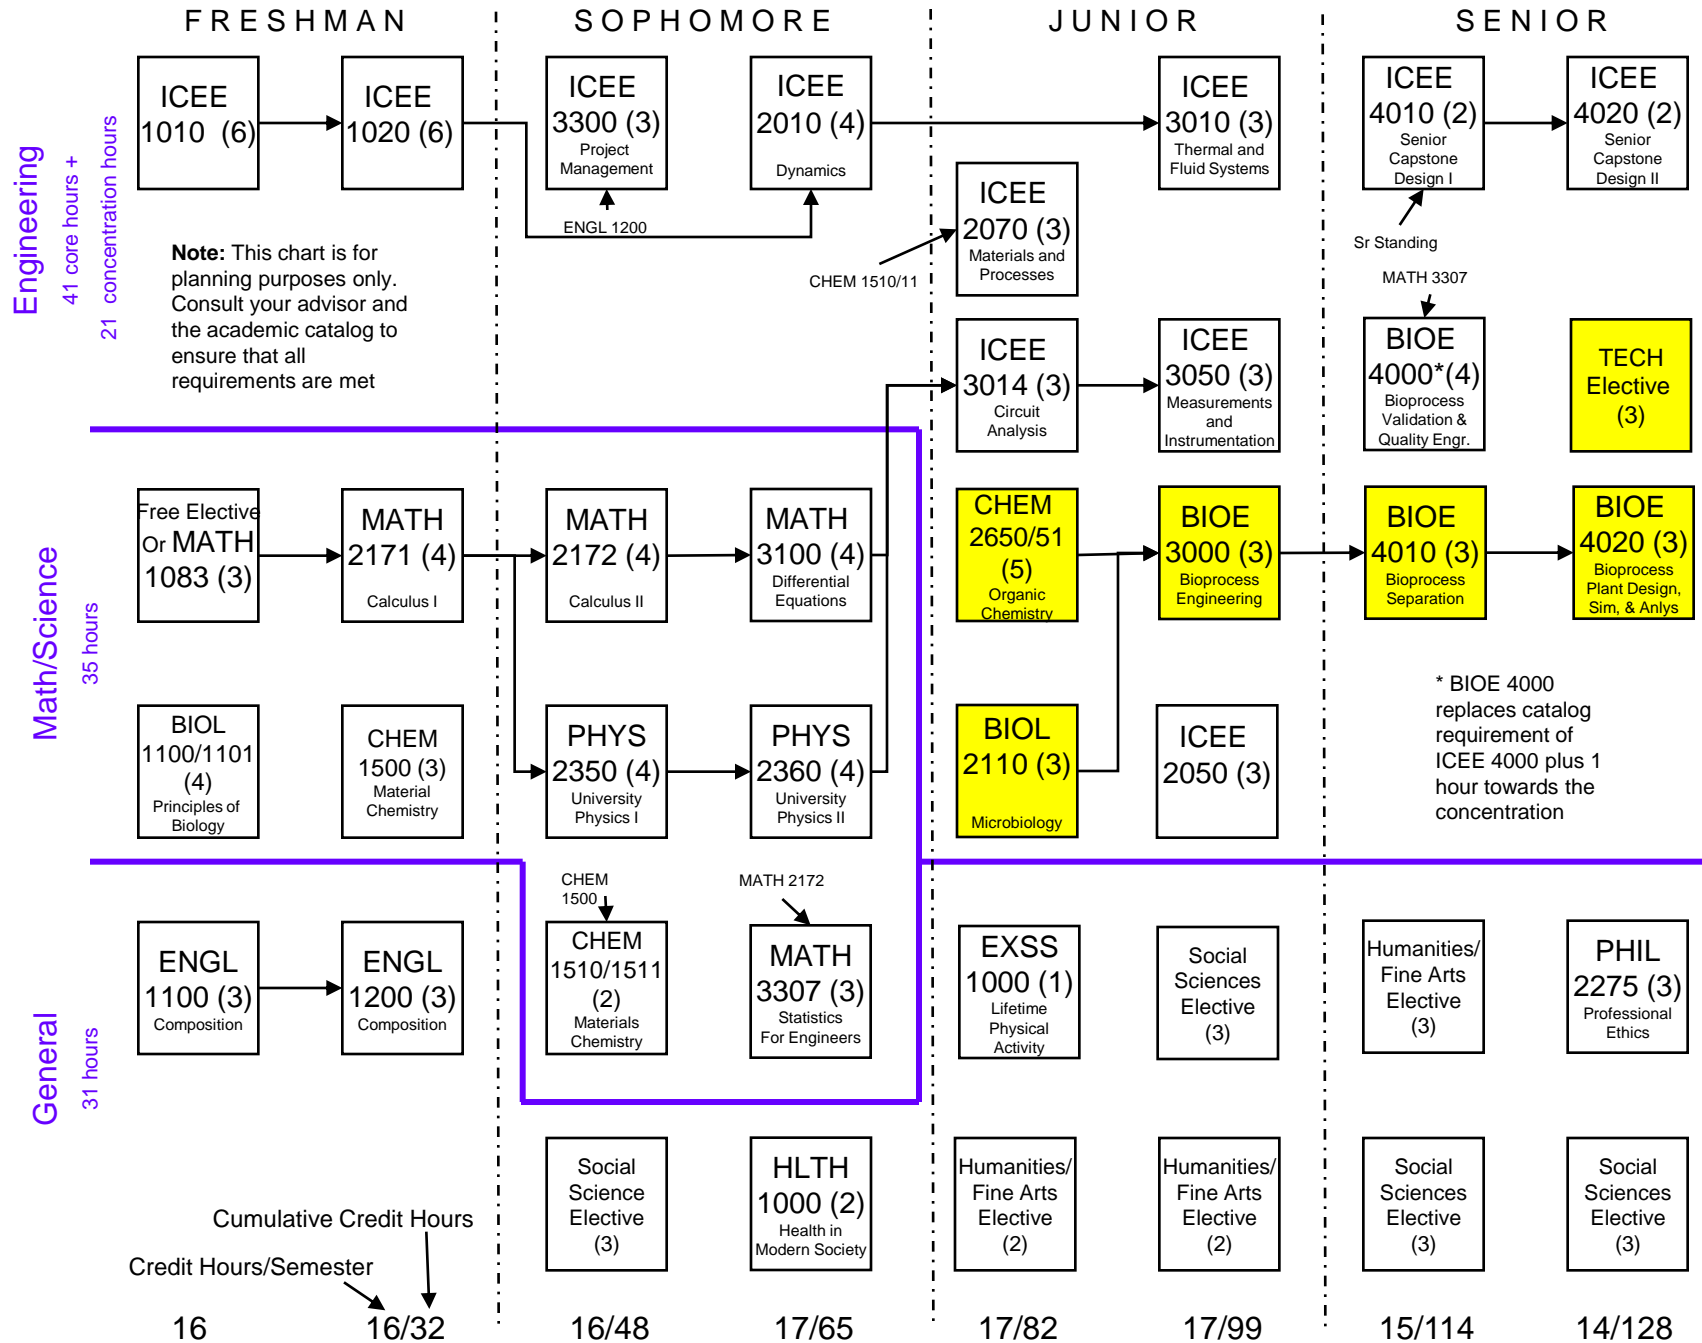 FRESHMAN
SOPHOMORE
JUNIOR
SENIOR
Engineering
41 core hours +
21 concentration hours
ICEE
1010 (6)
ICEE
1020 (6)
ICEE
3300 (3)
Project
Management
ENGL 1200
ICEE
2010 (4)
Dynamics
ICEE
2070 (3)
Materials and
Processes
CHEM 1510/11
ICEE
3010 (3)
Thermal and
Fluid Systems
ICEE
4010 (2)
Senior
Capstone
Design I
Sr Standing
ICEE
4020 (2)
Senior
Capstone
Design II
Note: This chart is for
planning purposes only.
Consult your advisor and
the academic catalog to
ensure that all
requirements are met
ICEE
3014 (3)
Circuit
Analysis
ICEE
3050 (3)
Measurements
and
Instrumentation
MATH 3307
BIOE
4000*(4)
Bioprocess
Validation &
Quality Engr.
TECH
Elective
(3)
Math/Science
35 hours
Free Elective
Or MATH
1083 (3)
MATH
2171 (4)
Calculus I
MATH
2172 (4)
Calculus II
MATH
3100 (4)
Differential
Equations
CHEM
2650/51
(5)
Organic
Chemistry
BIOE
3000 (3)
Bioprocess
Engineering
BIOE
4010 (3)
Bioprocess
Separation
BIOE
4020 (3)
Bioprocess
Plant Design,
Sim, & Anlys
BIOL
1100/1101
(4)
Principles of
Biology
CHEM
1500 (3)
Material
Chemistry
PHYS
2350 (4)
University
Physics I
PHYS
2360 (4)
University
Physics II
BIOL
2110 (3)
Microbiology
ICEE
2050 (3)
* BIOE 4000
replaces catalog
requirement of
ICEE 4000 plus 1
hour towards the
concentration
General
31 hours
ENGL
1100 (3)
Composition
ENGL
1200 (3)
Composition
CHEM
1500
CHEM
1510/1511
(2)
Materials
Chemistry
MATH 2172
MATH
3307 (3)
Statistics
For Engineers
EXSS
1000 (1)
Lifetime
Physical
Activity
Social
Sciences
Elective
(3)
Humanities/
Fine Arts
Elective
(3)
PHIL
2275 (3)
Professional
Ethics
Social
Science
Elective
(3)
HLTH
1000 (2)
Health in
Modern Society
Humanities/
Fine Arts
Elective
(2)
Humanities/
Fine Arts
Elective
(2)
Social
Sciences
Elective
(3)
Social
Sciences
Elective
(3)
Cumulative Credit Hours
Credit Hours/Semester
16
16/32
16/48
17/65
17/82
17/99
15/114
14/128